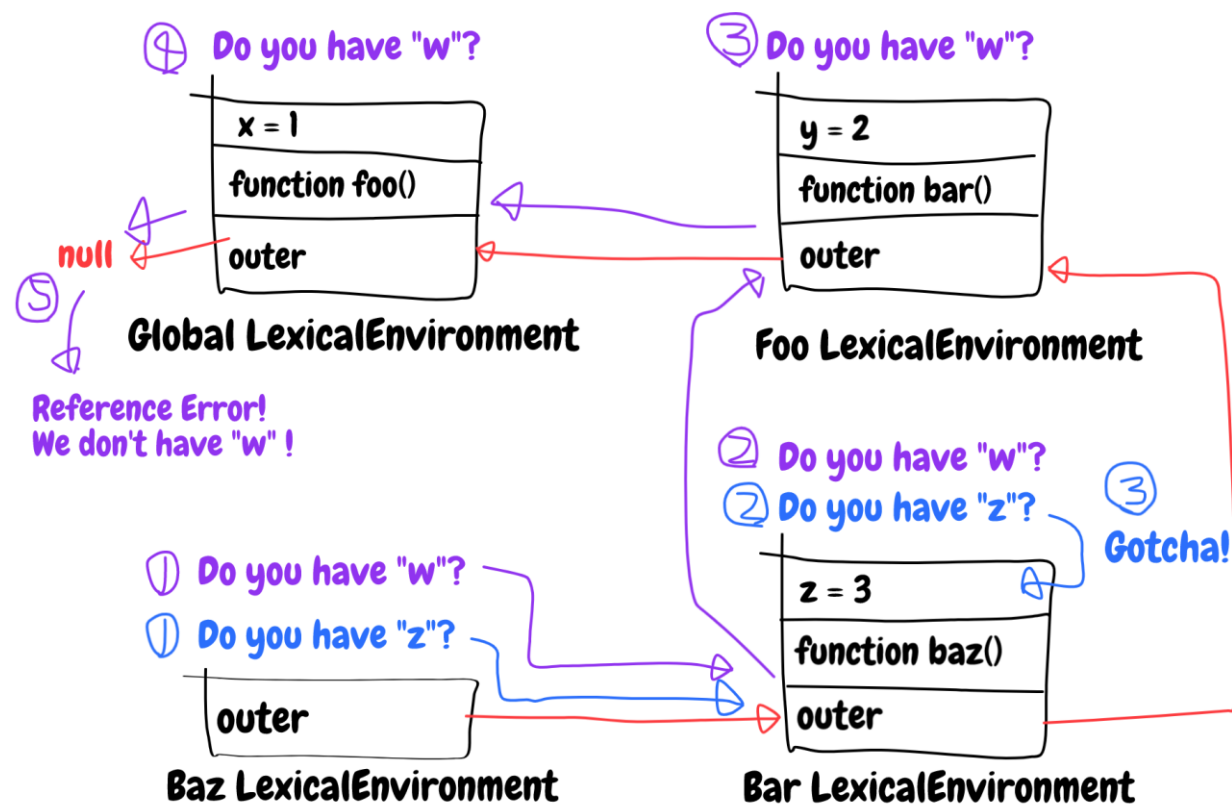 ④ Do you have "w"?
x = 1
function foo()
outer
null
⑤
Reference Error!
We don't have "w" !
Global LexicalEnvironment
③ Do you have "w"?
y = 2
function bar()
outer
Foo LexicalEnvironment
① Do you have "w"?
① Do you have "z"?
outer
Baz LexicalEnvironment
② Do you have "w"?
② Do you have "z"?
③
Gotcha!
z = 3
function baz()
outer
Bar LexicalEnvironment